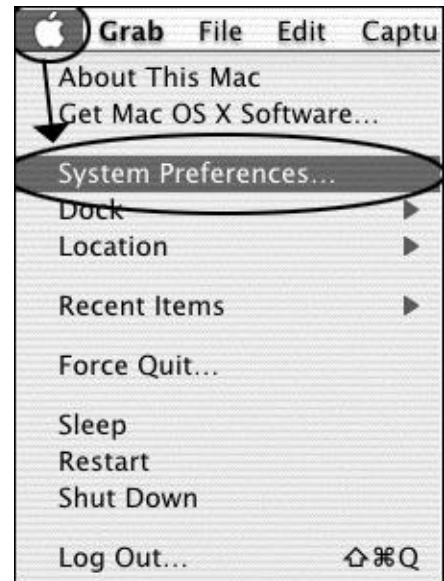 Grab File Edit Captu
About This Mac
Get Mac OS X Software...
System Preferences...
Dock
Location
Recent Items
Force Quit...
Sleep
Restart
Shut Down
Log Out... ⇧⌘Q